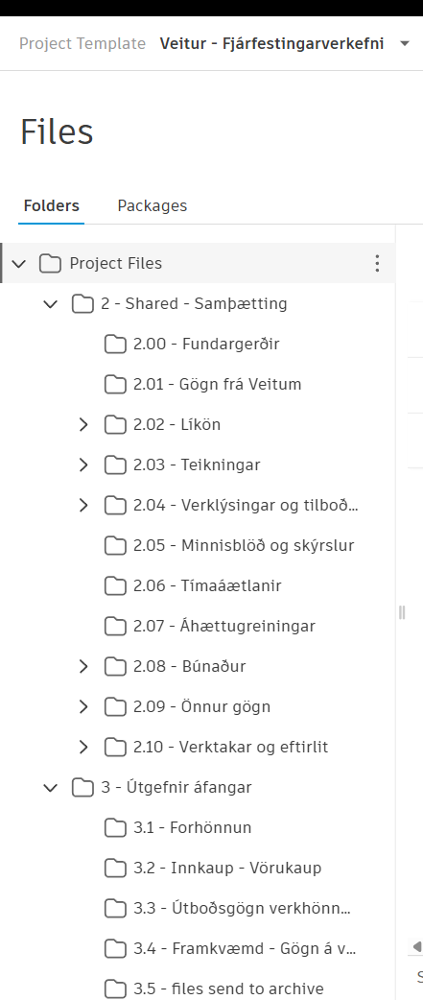 Project Template Veitur - Fjárfestingarverkefni
Files
Folders Packages
Project Files
2 - Shared - Samþætting
2.00 - Fundargerðir
2.01 - Gögn frá Veitum
2.02 - Líkön
2.03 - Teikningar
2.04 - Verklýsingar og tilboð...
2.05 - Minnisblöð og skýrslur
2.06 - Tímaáætlanir
2.07 - Áhættugreiningar
2.08 - Búnaður
2.09 - Önnur gögn
2.10 - Verktakar og eftirlit
3 - Útgefnir áfangar
3.1 - Forhönnun
3.2 - Innkaup - Vörukaup
3.3 - Útboðsgögn verkhönn...
3.4 - Framkvæmd - Gögn á v...
3.5 - files send to archive